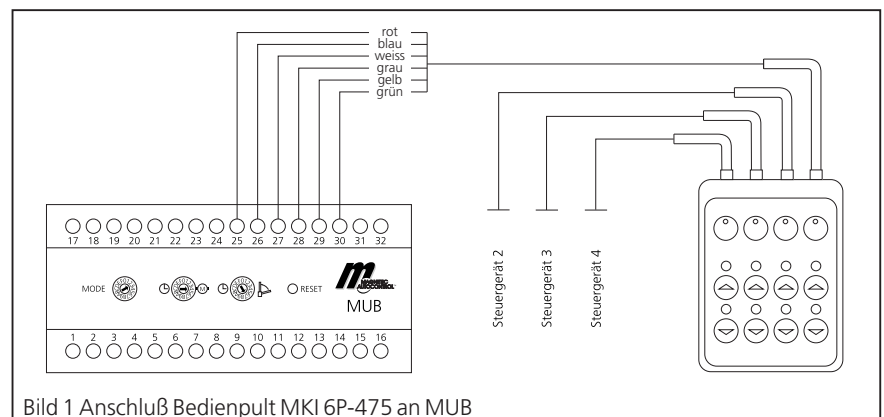 rot
blau
weiss
grau
gelb
grün
17 18 19 20 21 22 23 24 25 26 27 28 29 30 31 32
MODE
M
RESET
MAGNETIC
AUTOCONTROL
MUB
1 2 3 4 5 6 7 8 9 10 11 12 13 14 15 16
Steuergerät 2
Steuergerät 3
Steuergerät 4
Bild 1 Anschluß Bedienpult MKI 6P-475 an MUB